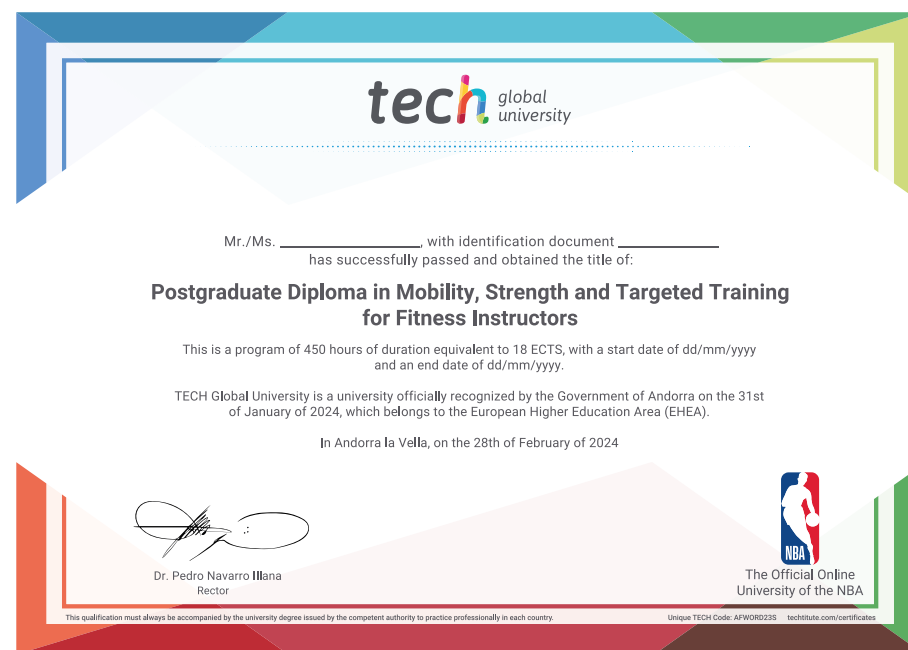 tech global university
Mr./Ms. ____________, with identification document ____________
has successfully passed and obtained the title of:
Postgraduate Diploma in Mobility, Strength and Targeted Training
for Fitness Instructors
This is a program of 450 hours of duration equivalent to 18 ECTS, with a start date of dd/mm/yyyy
and an end date of dd/mm/yyyy.
TECH Global University is a university officially recognized by the Government of Andorra on the 31st
of January of 2024, which belongs to the European Higher Education Area (EHEA).
In Andorra la Vella, on the 28th of February of 2024
Dr. Pedro Navarro Illana
Rector
NBA
The Official Online
University of the NBA
This qualification must always be accompanied by the university degree issued by the competent authority to practice professionally in each country.
Unique TECH Code: AFWORD23S techtitute.com/certificates